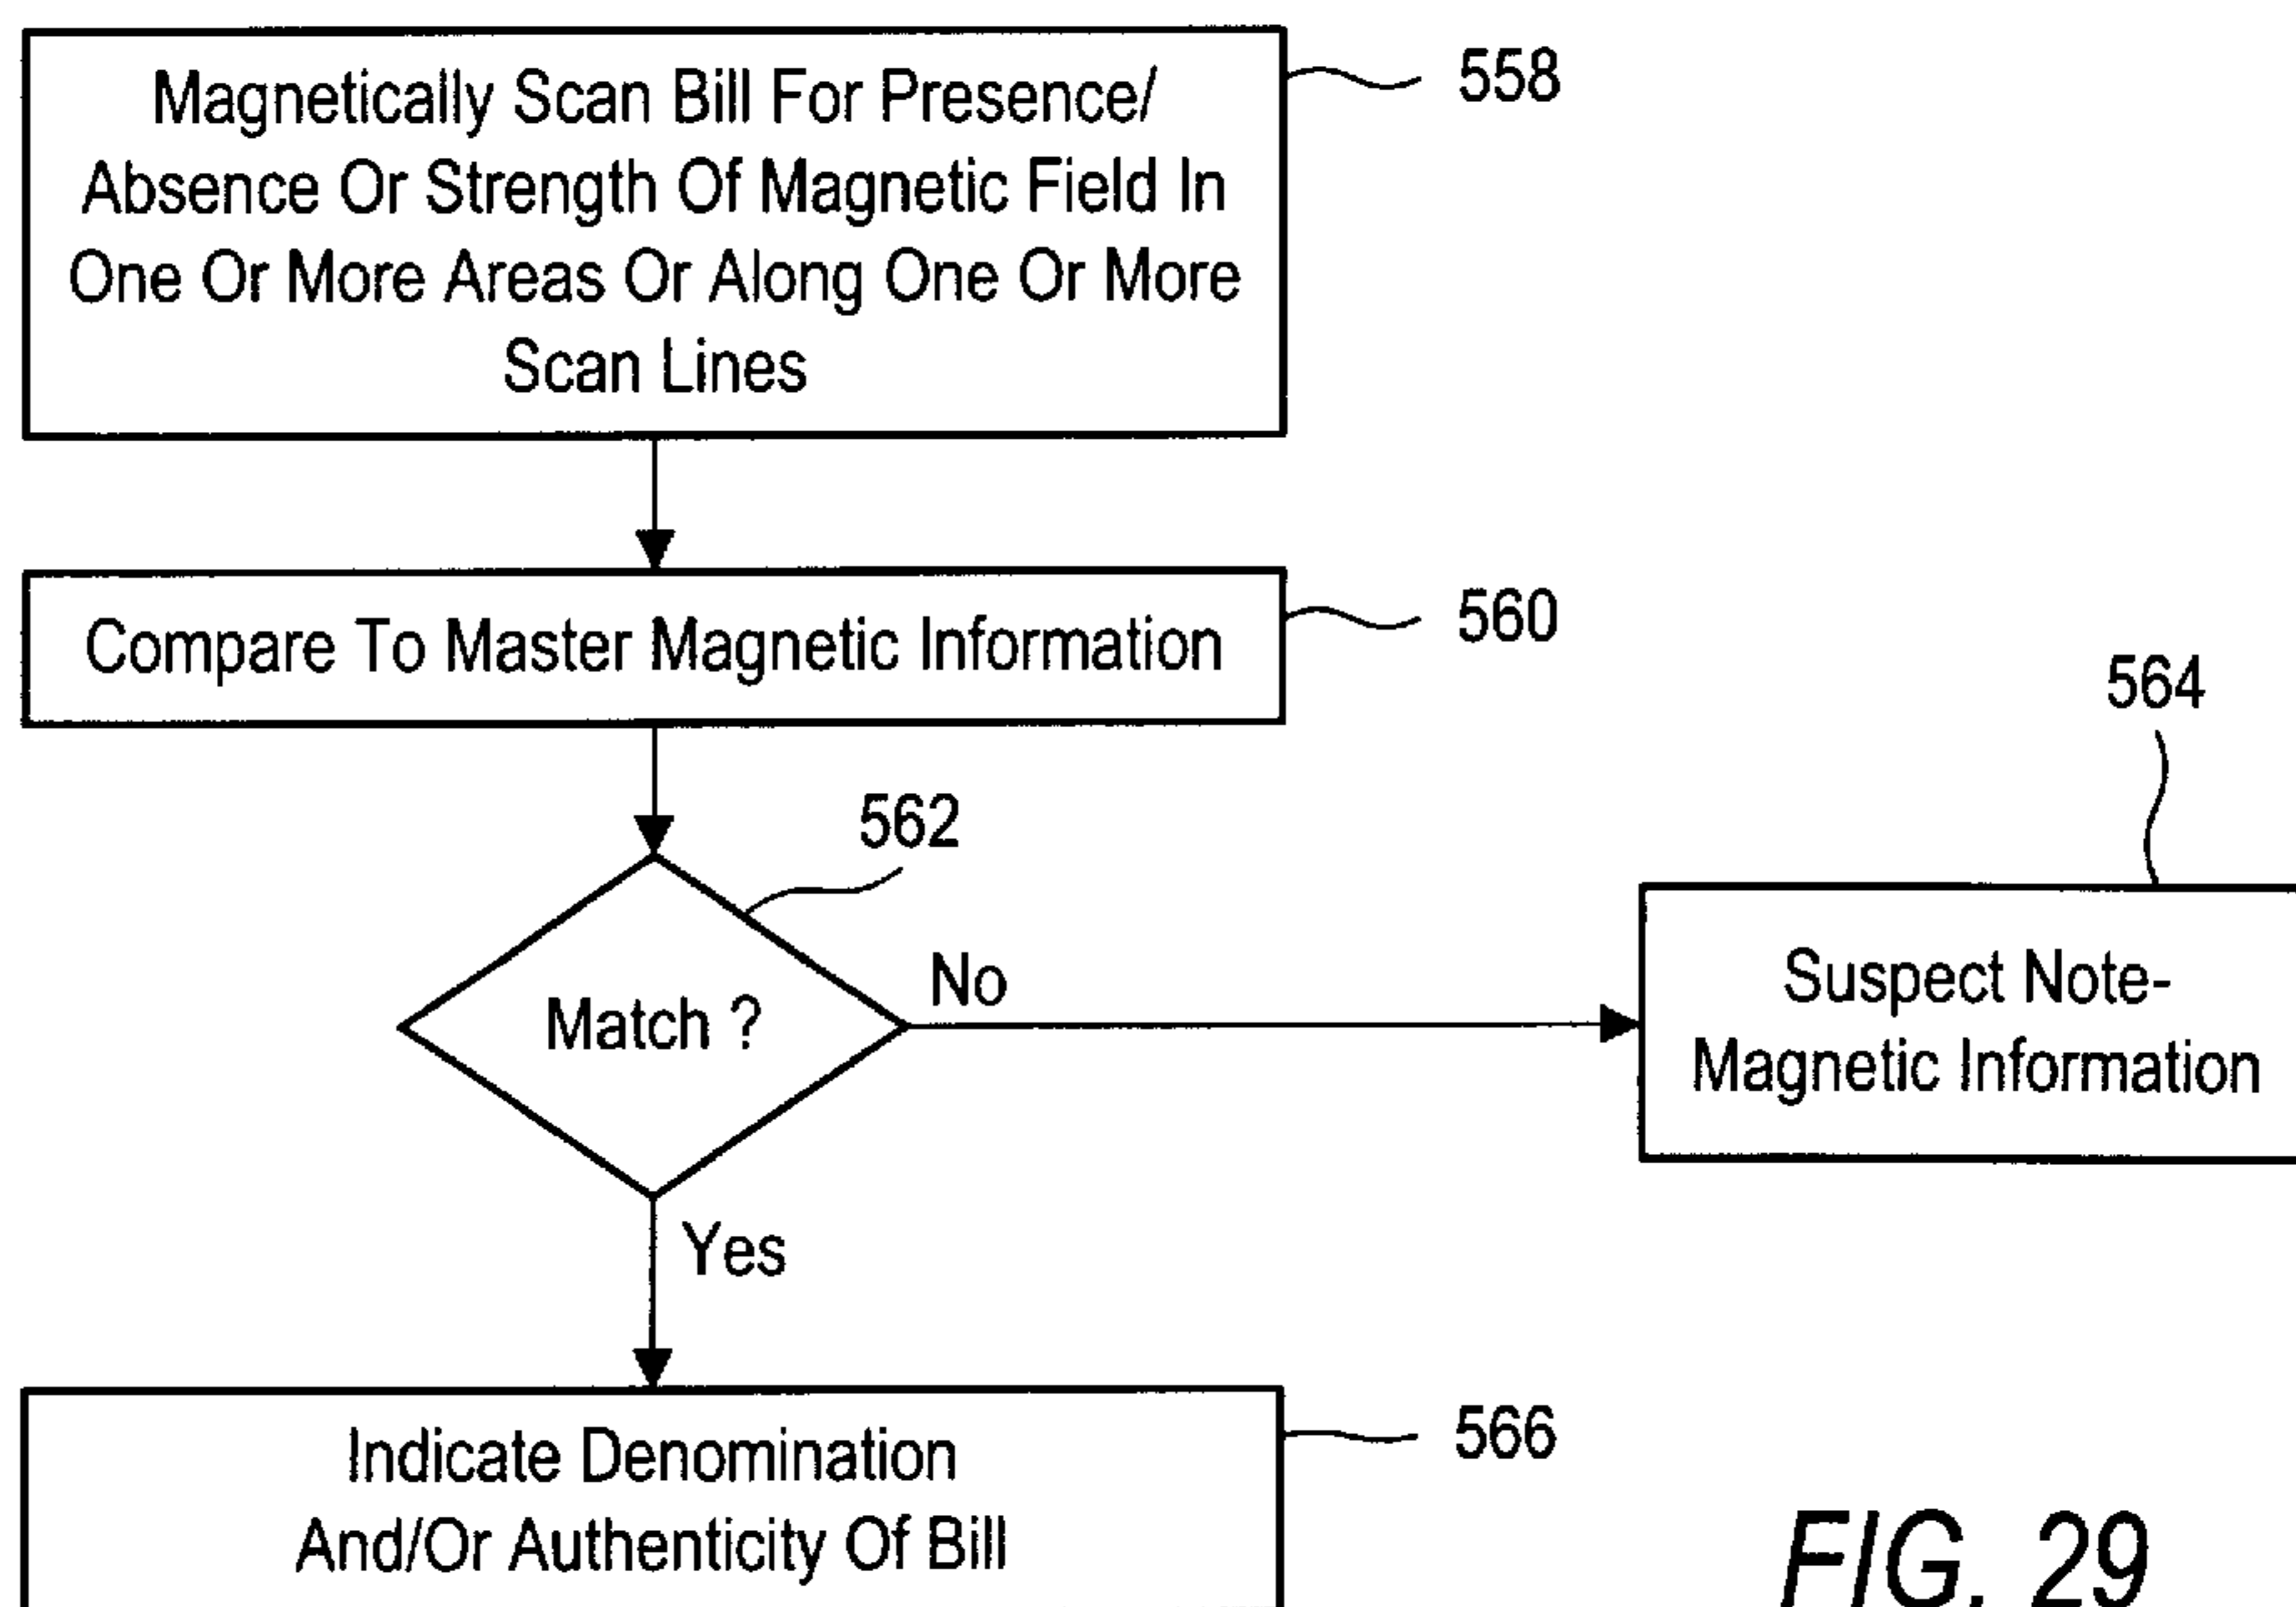 Magnetically Scan Bill For Presence/
Absence Or Strength Of Magnetic Field In
One Or More Areas Or Along One Or More
Scan Lines
558
Compare To Master Magnetic Information
560
562
Match ?
No
564
Suspect Note-
Magnetic Information
Yes
Indicate Denomination
And/Or Authenticity Of Bill
566
FIG. 29